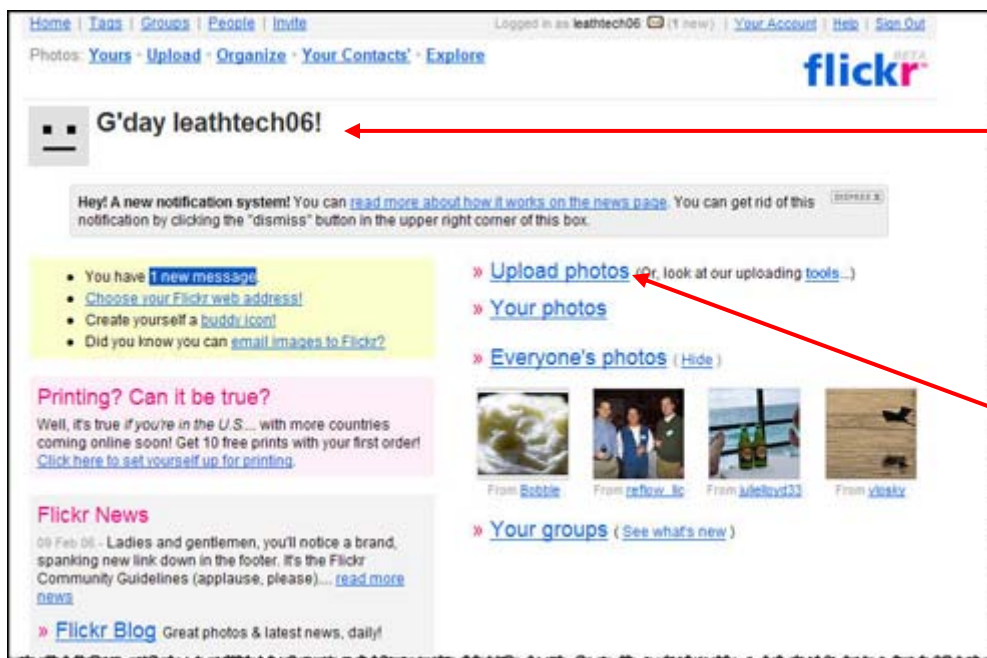 Home | Tags | Groups | People | Invite
Logged in as leathtech06 (1 new) | Your Account | Help | Sign Out
Photos: Yours · Upload · Organize · Your Contacts' · Explore
flickr BETA
G'day leathtech06!
Hey! A new notification system! You can read more about how it works on the news page. You can get rid of this
notification by clicking the "dismiss" button in the upper right corner of this box.
DISMISS X
• You have 1 new message.
• Choose your Flickr web address!
• Create yourself a buddy icon!
• Did you know you can email images to Flickr?
Printing? Can it be true?
Well, it's true if you're in the U.S.... with more countries
coming online soon! Get 10 free prints with your first order!
Click here to set yourself up for printing.
Flickr News
09 Feb 06 - Ladies and gentlemen, you'll notice a brand,
spanking new link down in the footer. It's the Flickr
Community Guidelines (applause, please).... read more
news
» Flickr Blog Great photos & latest news, daily!
» Upload photos (Or, look at our uploading tools...)
» Your photos
» Everyone's photos ( Hide )
From Bobble
From reflow_llc
From julielloyd33
From vlosky
» Your groups ( See what's new )